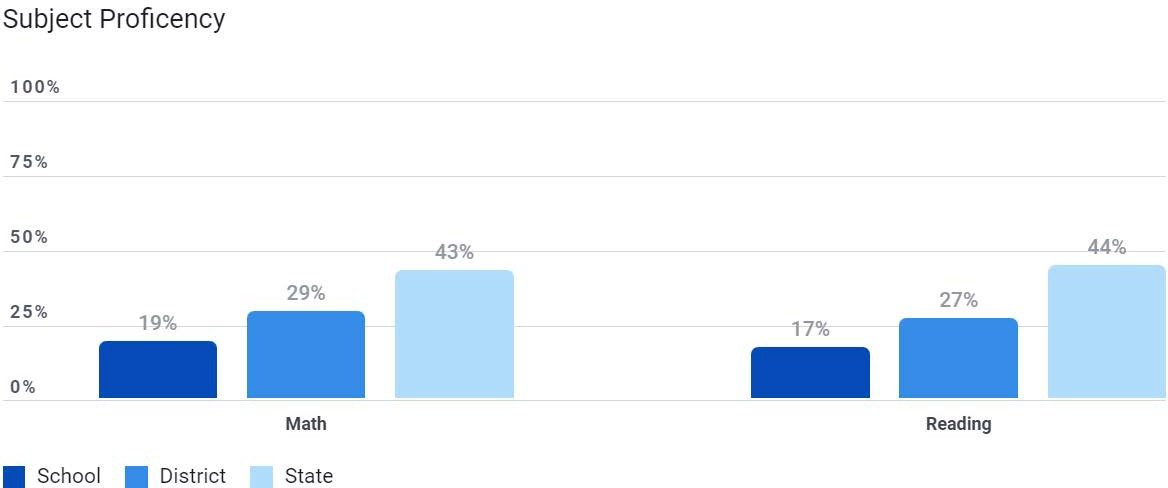 Subject Proficency
100%
75%
50%
25%
0%
19%
29%
43%
17%
27%
44%
Math
Reading
School
District
State